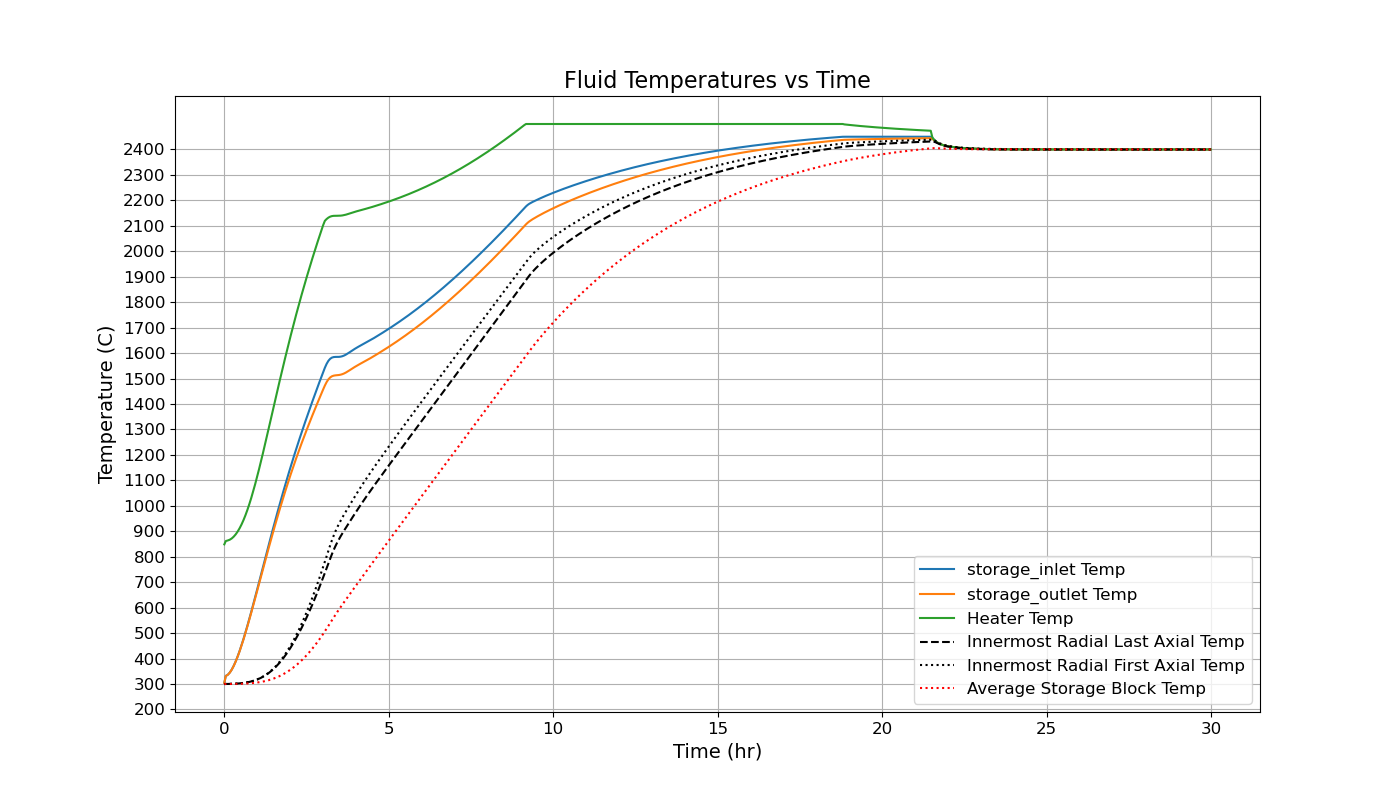 Fluid Temperatures vs Time
Temperature (C)
2400
2300
2200
2100
2000
1900
1800
1700
1600
1500
1400
1300
1200
1100
1000
900
800
700
600
500
400
300
200
storage_inlet Temp
storage_outlet Temp
Heater Temp
Innermost Radial Last Axial Temp
Innermost Radial First Axial Temp
Average Storage Block Temp
0 5 10 15 20 25 30
Time (hr)